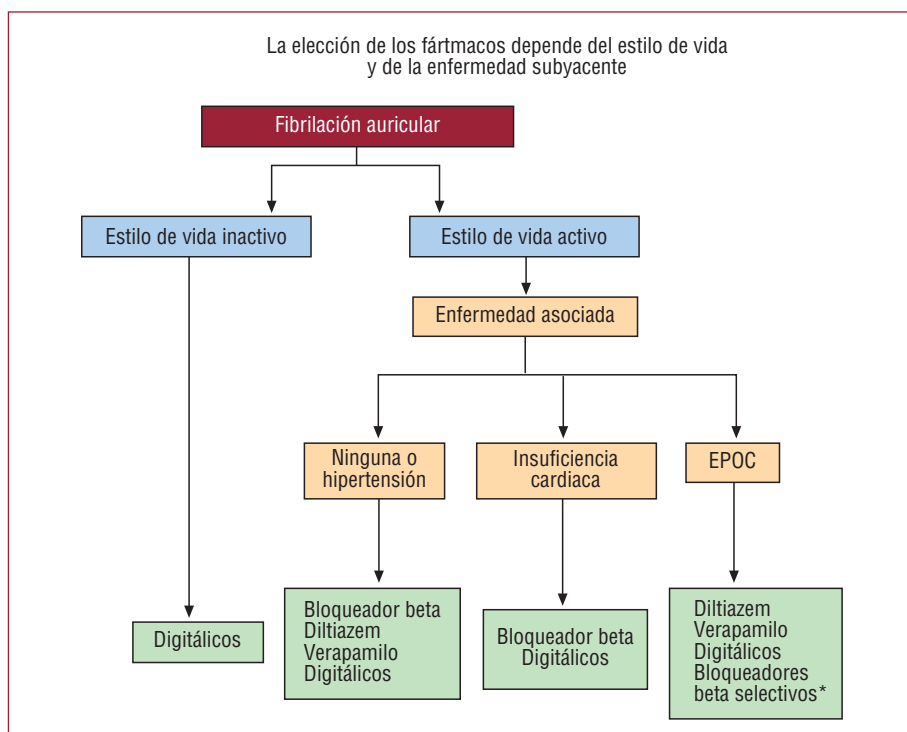 La elección de los fártmacos depende del estilo de vida
y de la enfermedad subyacente
Fibrilación auricular
Estilo de vida inactivo
Estilo de vida activo
Enfermedad asociada
Ninguna o
hipertensión
Insuficiencia
cardiaca
EPOC
Digitálicos
Bloqueador beta
Diltiazem
Verapamilo
Digitálicos
Bloqueador beta
Digitálicos
Diltiazem
Verapamilo
Digitálicos
Bloqueadores
beta selectivos*